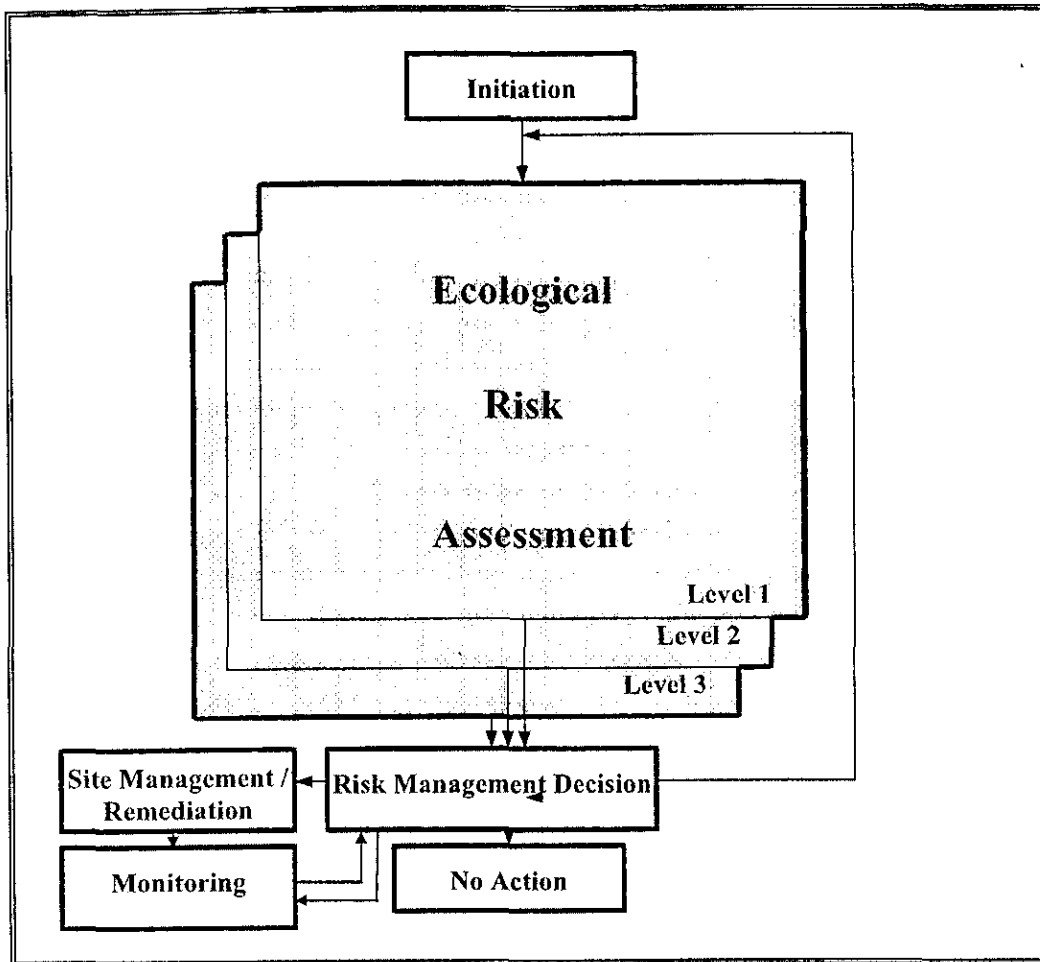 Initiation
Ecological
Risk
Assessment
Level 1
Level 2
Level 3
Site Management /
Remediation
Risk Management Decision
Monitoring
No Action